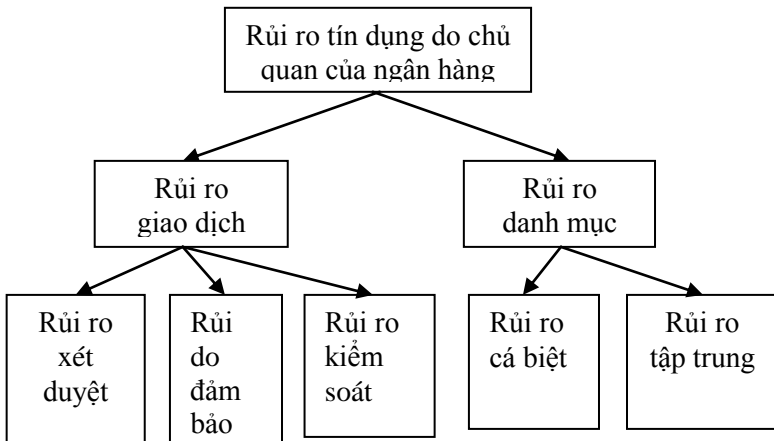 Rủi ro tín dụng do chủ
quan của ngân hàng
Rủi ro
giao dịch
Rủi ro
danh mục
Rủi ro
xét
duyệt
Rủi
do
đảm
bảo
Rủi ro
kiểm
soát
Rủi ro
cá biệt
Rủi ro
tập trung